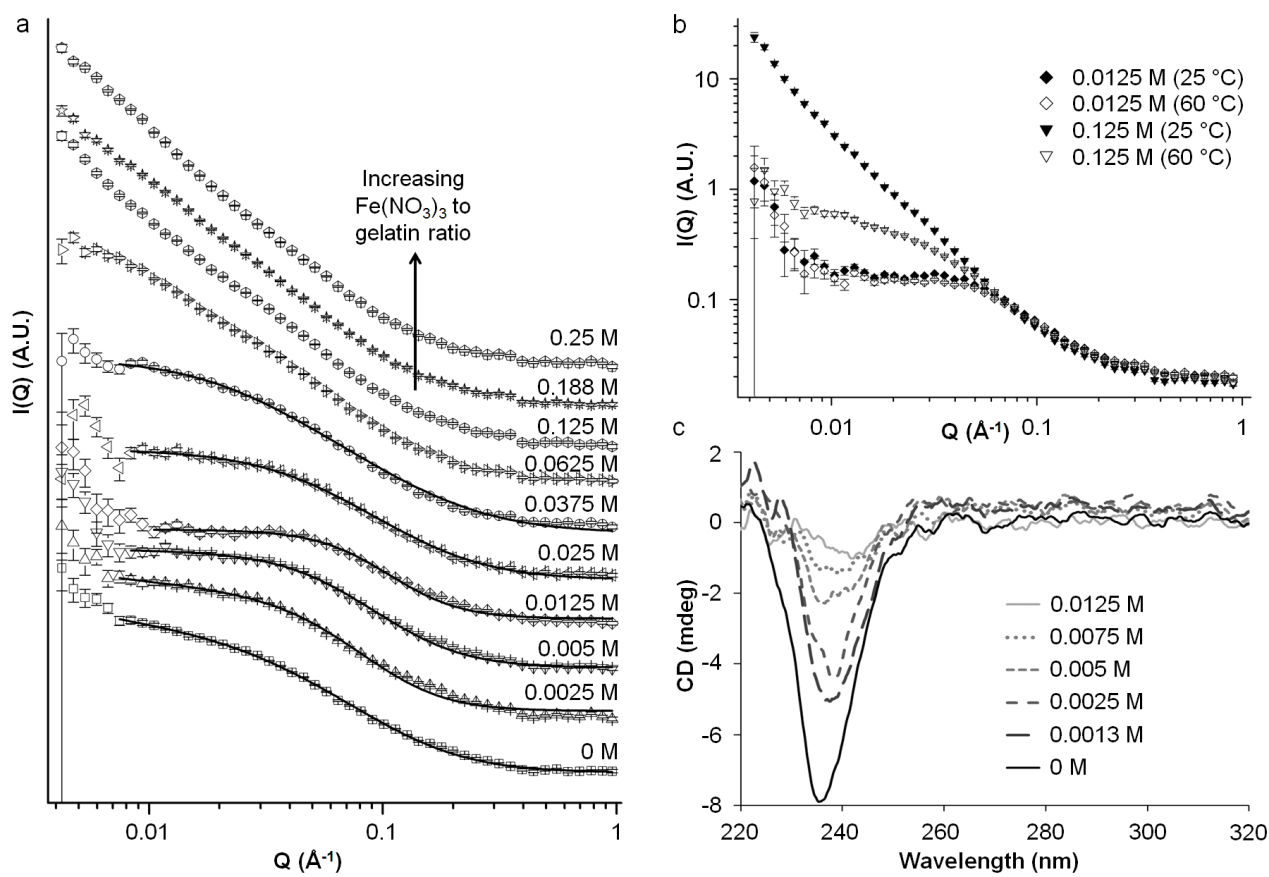 a
I(Q) (A.U.)
Increasing
Fe(NO3)3 to
gelatin ratio
0.25 M
0.188 M
0.125 M
0.0625 M
0.0375 M
0.025 M
0.0125 M
0.005 M
0.0025 M
0 M
0.01
0.1
1
Q (Å-1)
b
I(Q) (A.U.)
10
1
0.1
0.0125 M (25 °C)
0.0125 M (60 °C)
0.125 M (25 °C)
0.125 M (60 °C)
0.01
0.1
1
Q (Å-1)
c
CD (mdeg)
2
0
-2
-4
-6
-8
0.0125 M
0.0075 M
0.005 M
0.0025 M
0.0013 M
0 M
220
240
260
280
300
320
Wavelength (nm)